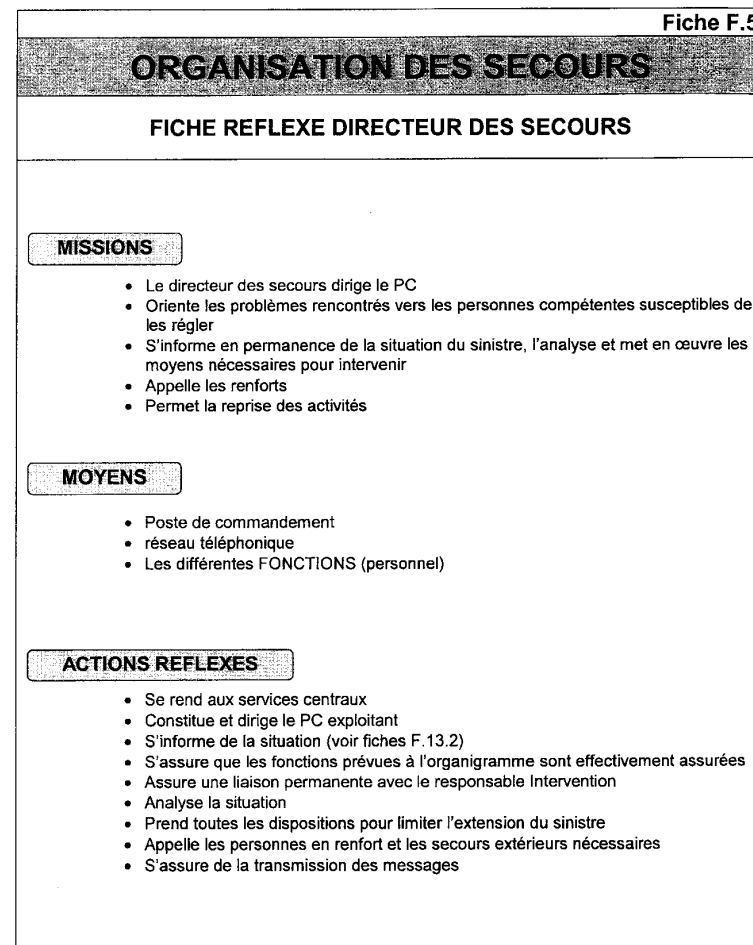 Fiche F.5
ORGANISATION DES SECOURS
FICHE REFLEXE DIRECTEUR DES SECOURS
MISSIONS
• Le directeur des secours dirige le PC
• Oriente les problèmes rencontrés vers les personnes compétentes susceptibles de
les régler
• S'informe en permanence de la situation du sinistre, l'analyse et met en œuvre les
moyens nécessaires pour intervenir
• Appelle les renforts
• Permet la reprise des activités
MOYENS
• Poste de commandement
• réseau téléphonique
• Les différentes FONCTIONS (personnel)
ACTIONS REFLEXES
• Se rend aux services centraux
• Constitue et dirige le PC exploitant
• S'informe de la situation (voir fiches F.13.2)
• S'assure que les fonctions prévues à l'organigramme sont effectivement assurées
• Assure une liaison permanente avec le responsable Intervention
• Analyse la situation
• Prend toutes les dispositions pour limiter l'extension du sinistre
• Appelle les personnes en renfort et les secours extérieurs nécessaires
• S'assure de la transmission des messages